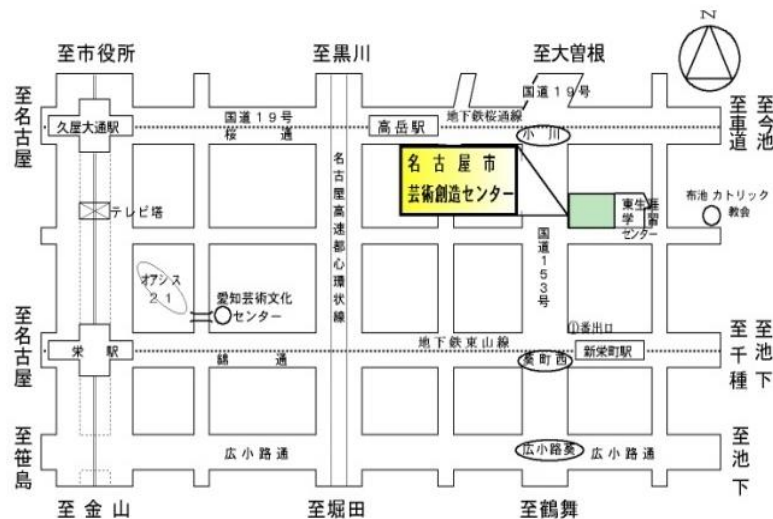 至市役所
至黒川
至大曽根
N
国道19号
至名古屋
久屋大通駅
国道19号
桜通
高岳駅
地下鉄桜通線
小川
至車道
至今池
名古屋市
芸術創造センター
名古屋高速都心環状線
テレビ塔
国道153号
東生涯
学習
センター
布池 カトリック
教会
オアシス
21
愛知芸術文化
センター
至名古屋
栄駅
錦通
地下鉄東山線
葵町西
①番出口
新栄町駅
至千種
至池下
至笹島
広小路通
広小路葵
広小路通
至池下
至金山
至堀田
至鶴舞